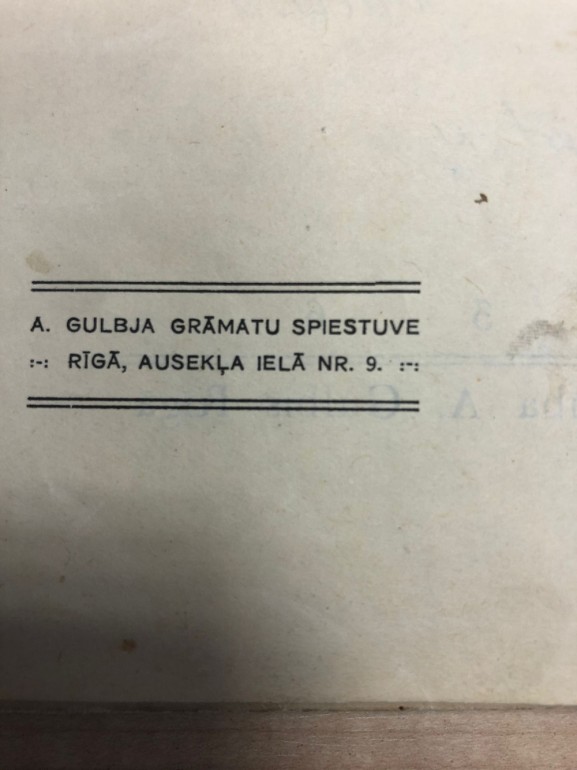 A. GULBJA GRĀMATU SPIESTUVE
:-: RĪGĀ, AUSEKĻA IELĀ NR. 9. :-: